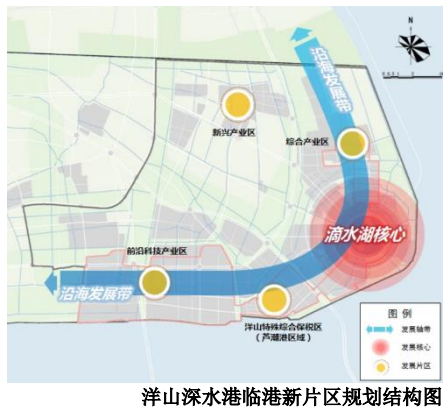 N
沿海发展带
新兴产业区
综合产业区
滴水湖核心
前沿科技产业区
沿海发展带
洋山特殊综合保税区
（芦潮港区域）
图 例
发展轴带
发展核心
发展片区
洋山深水港临港新片区规划结构图